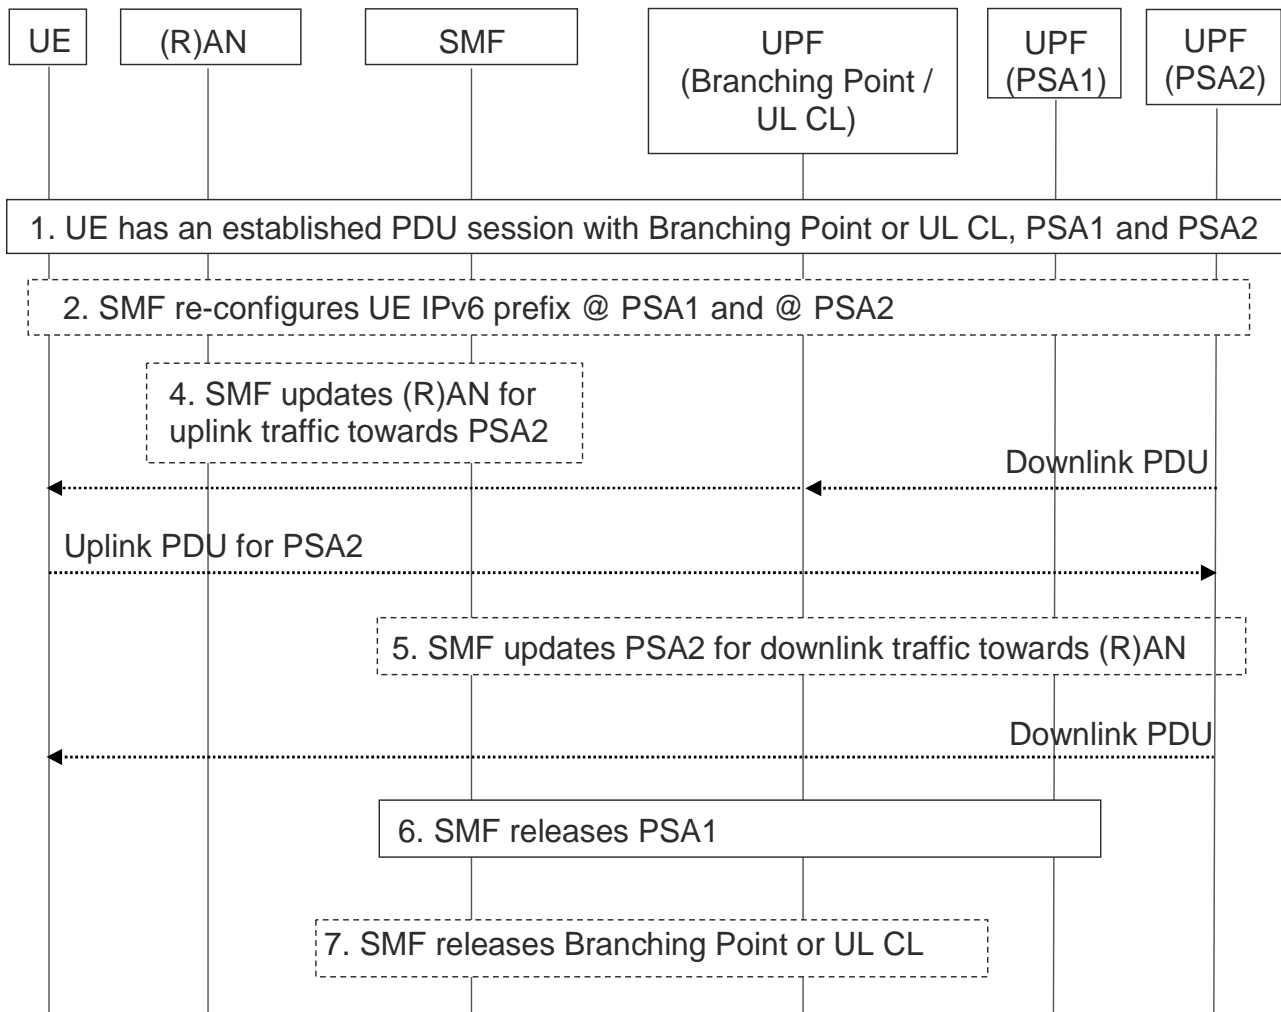 UE
(R)AN
SMF
UPF
(Branching Point /
UL CL)
UPF
(PSA1)
UPF
(PSA2)
1. UE has an established PDU session with Branching Point or UL CL, PSA1 and PSA2
2. SMF re-configures UE IPv6 prefix @ PSA1 and @ PSA2
4. SMF updates (R)AN for
uplink traffic towards PSA2
Downlink PDU
Uplink PDU for PSA2
5. SMF updates PSA2 for downlink traffic towards (R)AN
Downlink PDU
6. SMF releases PSA1
7. SMF releases Branching Point or UL CL